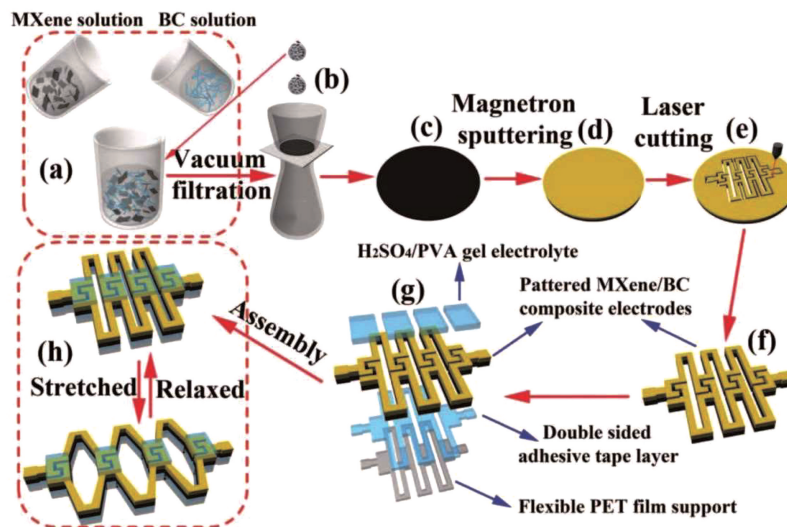 MXene solution
BC solution
(a)
Vacuum
filtration
(b)
(c)
Magnetron
sputtering
(d)
Laser
cutting
(e)
H₂SO₄/PVA gel electrolyte
(g)
Pattered MXene/BC
composite electrodes
(f)
Assembly
(h)
Stretched
Relaxed
Double sided
adhesive tape layer
Flexible PET film support